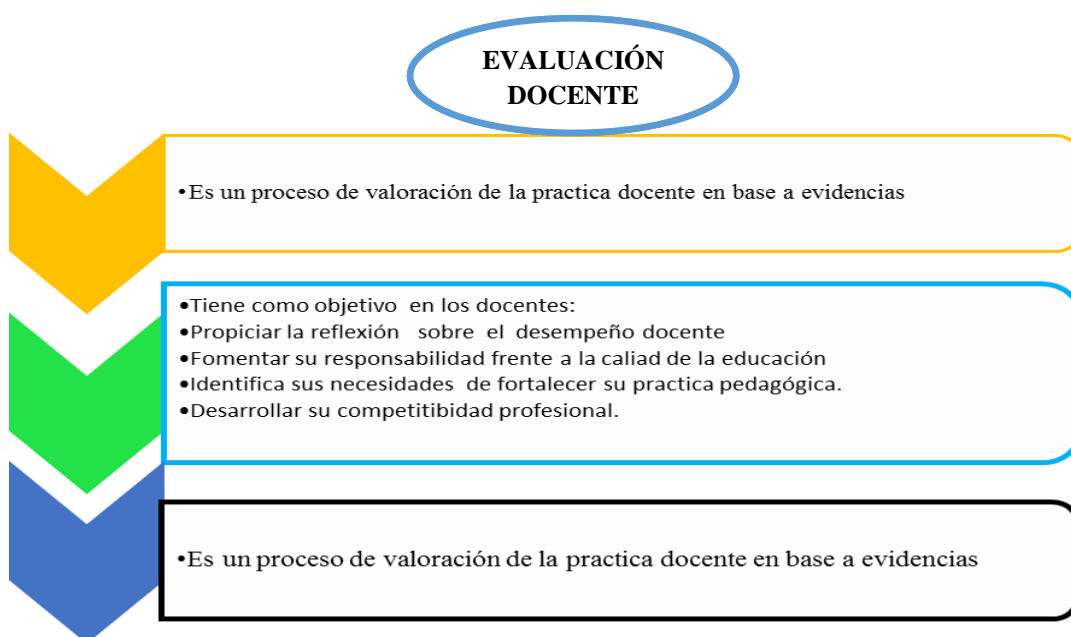 EVALUACIÓN
DOCENTE
•Es un proceso de valoración de la practica docente en base a evidencias
•Tiene como objetivo en los docentes:
•Propiciar la reflexión sobre el desempeño docente
•Fomentar su responsabilidad frente a la caliad de la educación
•Identifica sus necesidades de fortalecer su practica pedagógica.
•Desarrollar su competitibidad profesional.
•Es un proceso de valoración de la practica docente en base a evidencias